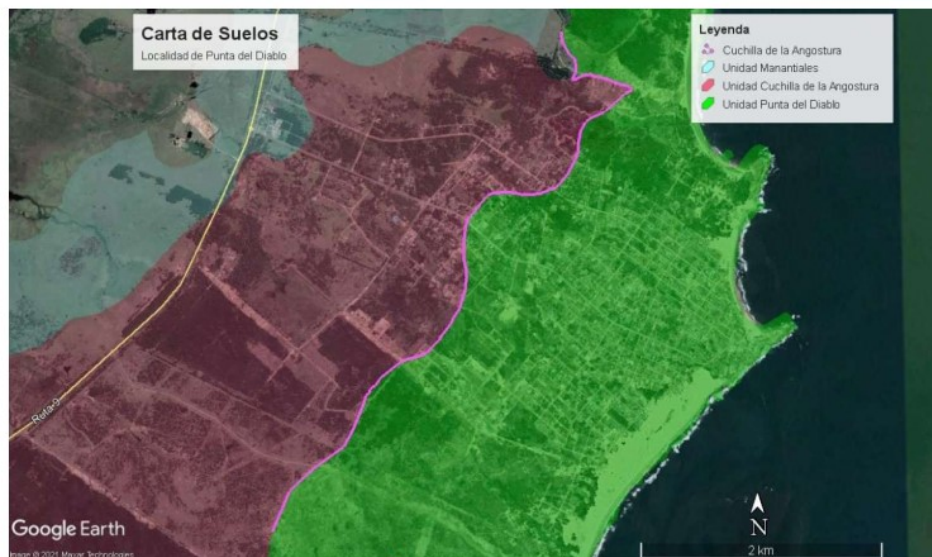 Carta de Suelos
Localidad de Punta del Diablo
Leyenda
Cuchilla de la Angostura
Unidad Manantiales
Unidad Cuchilla de la Angostura
Unidad Punta del Diablo
Ruta-9
Google Earth
Image © 2021 Maxar Technologies
N
2 km